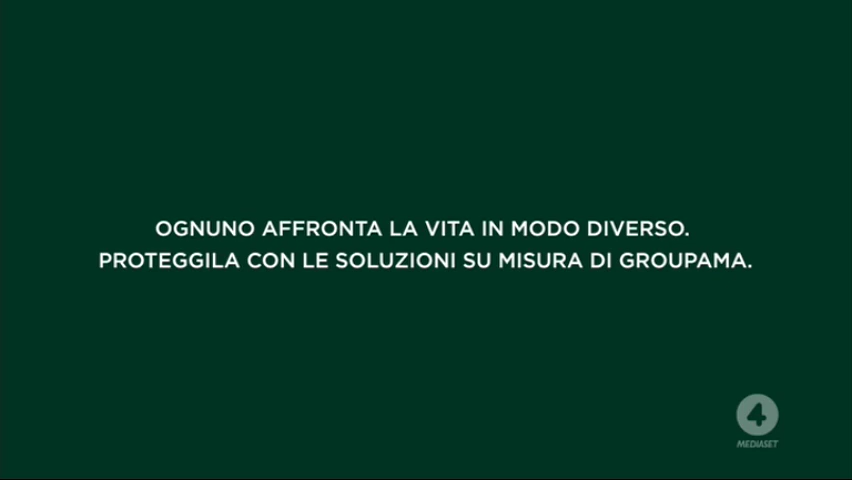 OGNUNO AFFRONTA LA VITA IN MODO DIVERSO.
PROTEGGILA CON LE SOLUZIONI SU MISURA DI GROUPAMA.
4
MEDIASET